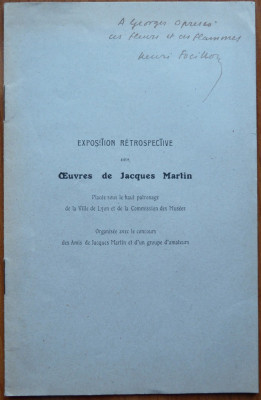 A Georges Oprescu
ces fleurs et ces flammes
Henri Focillon
EXPOSITION RÉTROSPECTIVE
DES
Œuvres de Jacques Martin
Placée sous le haut patronage
de la Ville de Lyon et de la Commission des Musées
Organisée avec le concours
des Amis de Jacques Martin et d'un groupe d'amateurs